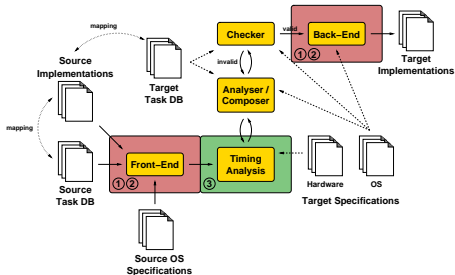 mapping
Source
Implementations
Target
Task DB
Checker
valid
Back-End
① ②
Target
Implementations
invalid
Analyser /
Composer
mapping
Source
Task DB
Front-End
① ②
Timing
Analysis
③
Hardware
OS
Target Specifications
Source OS
Specifications